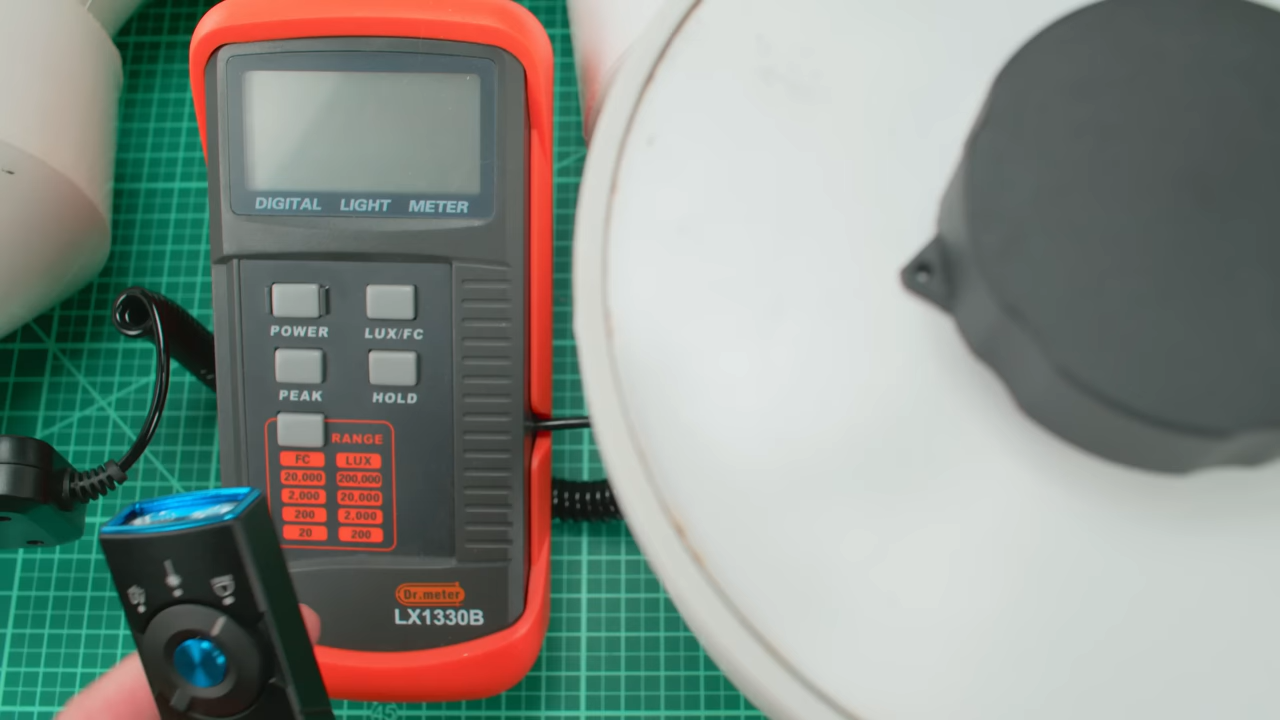 DIGITAL LIGHT METER
POWER LUX/FC
PEAK HOLD
RANGE
FC LUX
20,000 200,000
2,000 20,000
200 2,000
20 200
Dr.meter
LX1330B
45